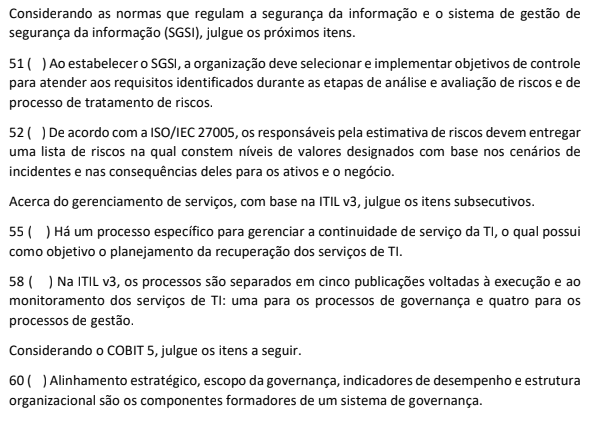 Considerando as normas que regulam a segurança da informação e o sistema de gestão de
segurança da informação (SGSI), julgue os próximos itens.
51 ( ) Ao estabelecer o SGSI, a organização deve selecionar e implementar objetivos de controle
para atender aos requisitos identificados durante as etapas de análise e avaliação de riscos e de
processo de tratamento de riscos.
52 ( ) De acordo com a ISO/IEC 27005, os responsáveis pela estimativa de riscos devem entregar
uma lista de riscos na qual constem níveis de valores designados com base nos cenários de
incidentes e nas consequências deles para os ativos e o negócio.
Acerca do gerenciamento de serviços, com base na ITIL v3, julgue os itens subsecutivos.
55 ( ) Há um processo específico para gerenciar a continuidade de serviço da TI, o qual possui
como objetivo o planejamento da recuperação dos serviços de TI.
58 ( ) Na ITIL v3, os processos são separados em cinco publicações voltadas à execução e ao
monitoramento dos serviços de TI: uma para os processos de governança e quatro para os
processos de gestão.
Considerando o COBIT 5, julgue os itens a seguir.
60 ( ) Alinhamento estratégico, escopo da governança, indicadores de desempenho e estrutura
organizacional são os componentes formadores de um sistema de governança.